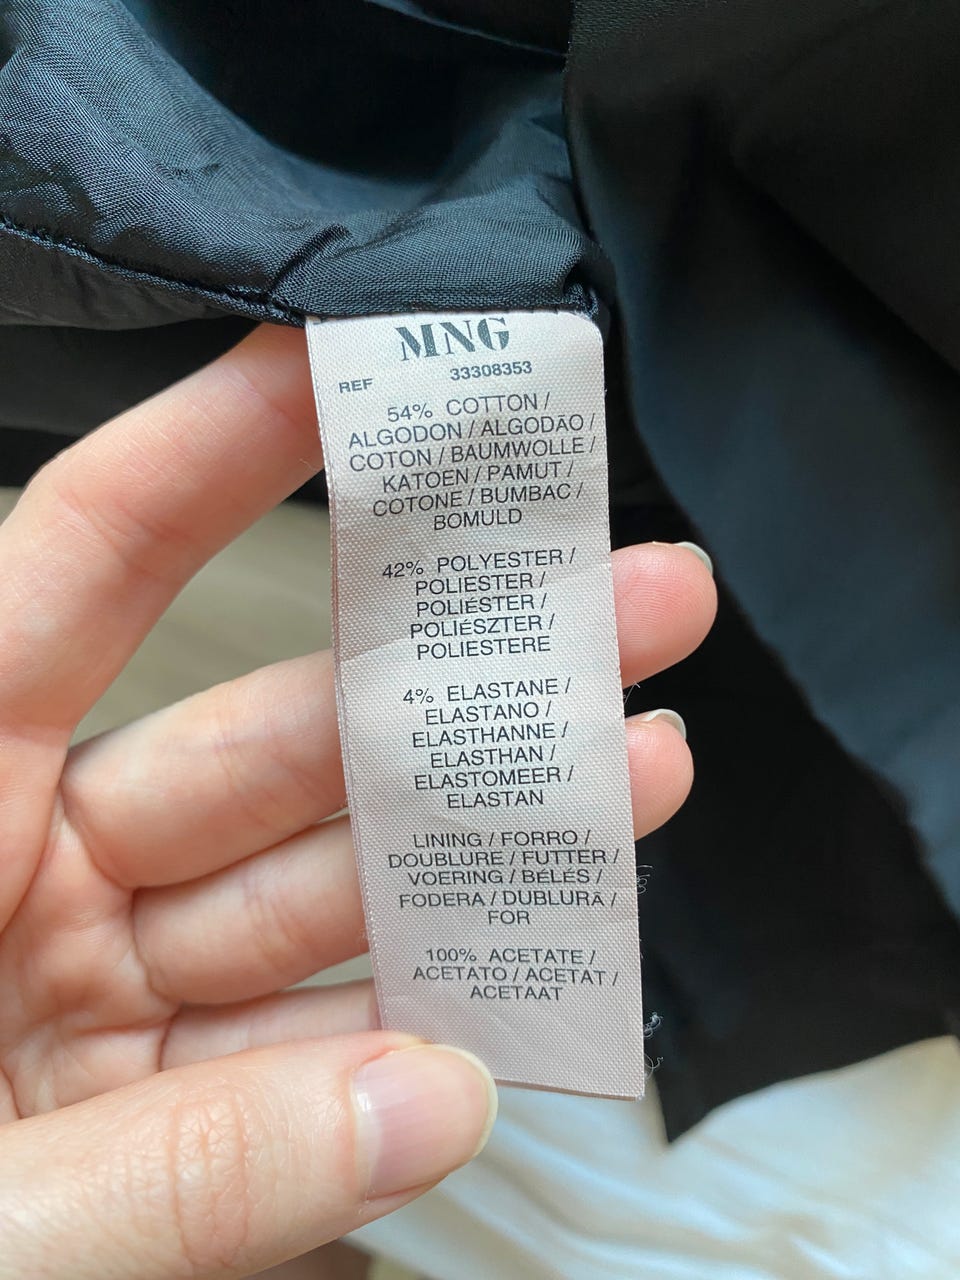 MNG
REF 33308353
54% COTTON /
ALGODON / ALGODÃO /
COTON / BAUMWOLLE /
KATOEN / PAMUT /
COTONE / BUMBAC /
BOMULD
42% POLYESTER /
POLIESTER /
POLIÉSTER /
POLIÉSZTER /
POLIESTERE
4% ELASTANE /
ELASTANO /
ELASTHANNE /
ELASTHAN /
ELASTOMEER /
ELASTAN
LINING / FORRO /
DOUBLURE / FUTTER /
VOERING / BÉLÉS /
FODERA / DUBLURĂ /
FOR
100% ACETATE /
ACETATO / ACETAT /
ACETAAT